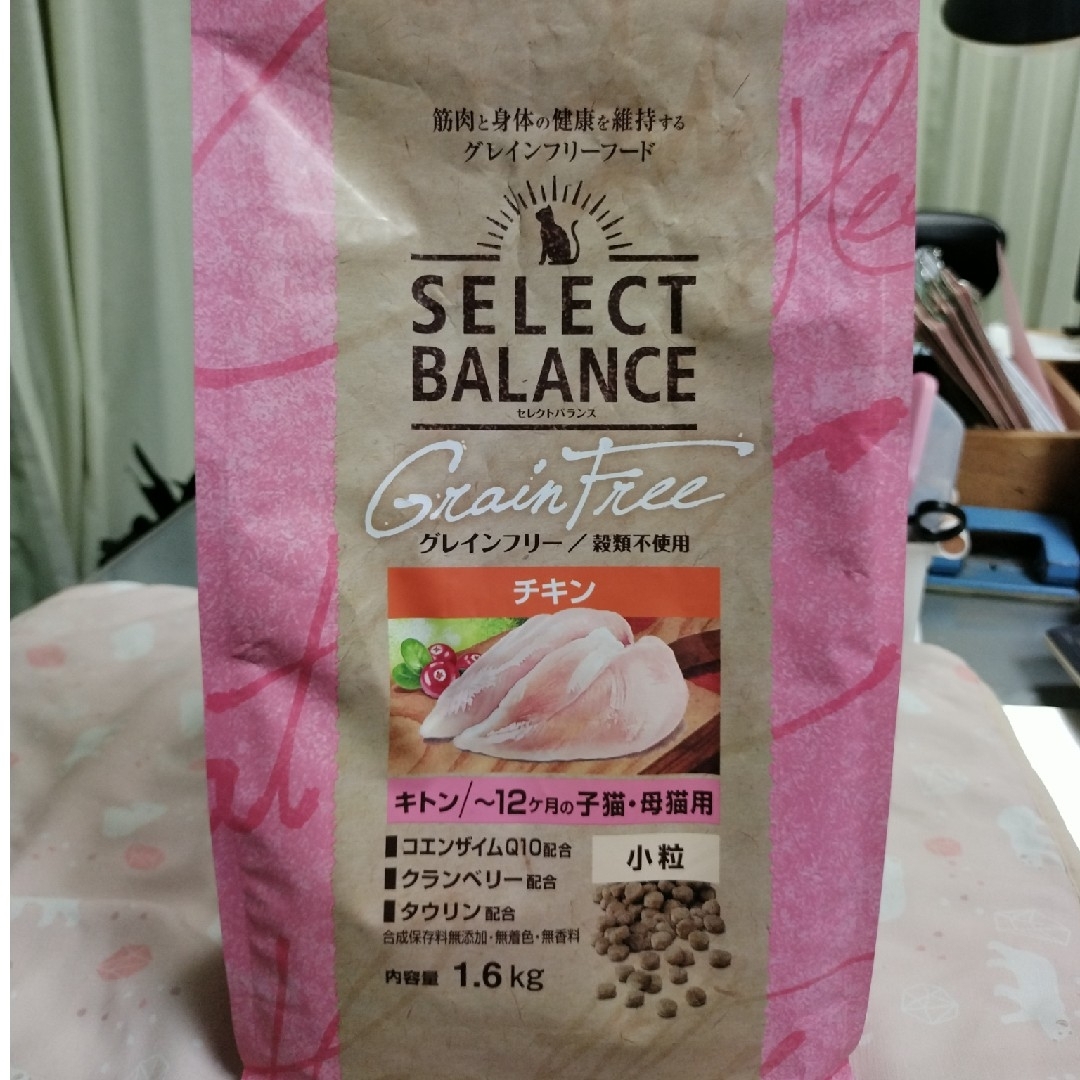 筋肉と身体の健康を維持する
グレインフリーフード
SELECT
BALANCE
セレクトバランス
Grain Free
グレインフリー／穀類不使用
チキン
キトン/〜12ケ月の子猫・母猫用
コエンザイムQ10配合
クランベリー配合
タウリン配合
小粒
合成保存料無添加・無着色・無香料
内容量 1.6kg